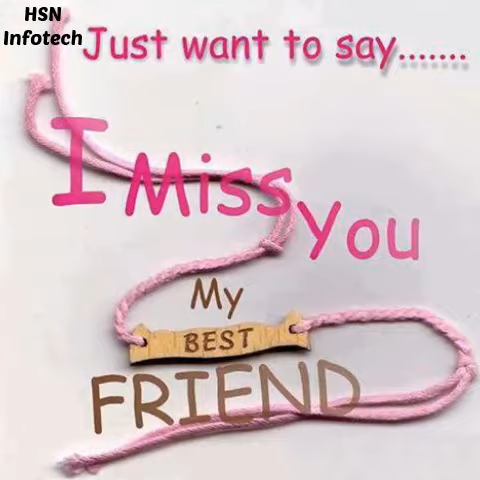 HSN
Infotech
Just want to say.......
I Miss You
My
BEST
FRIEND